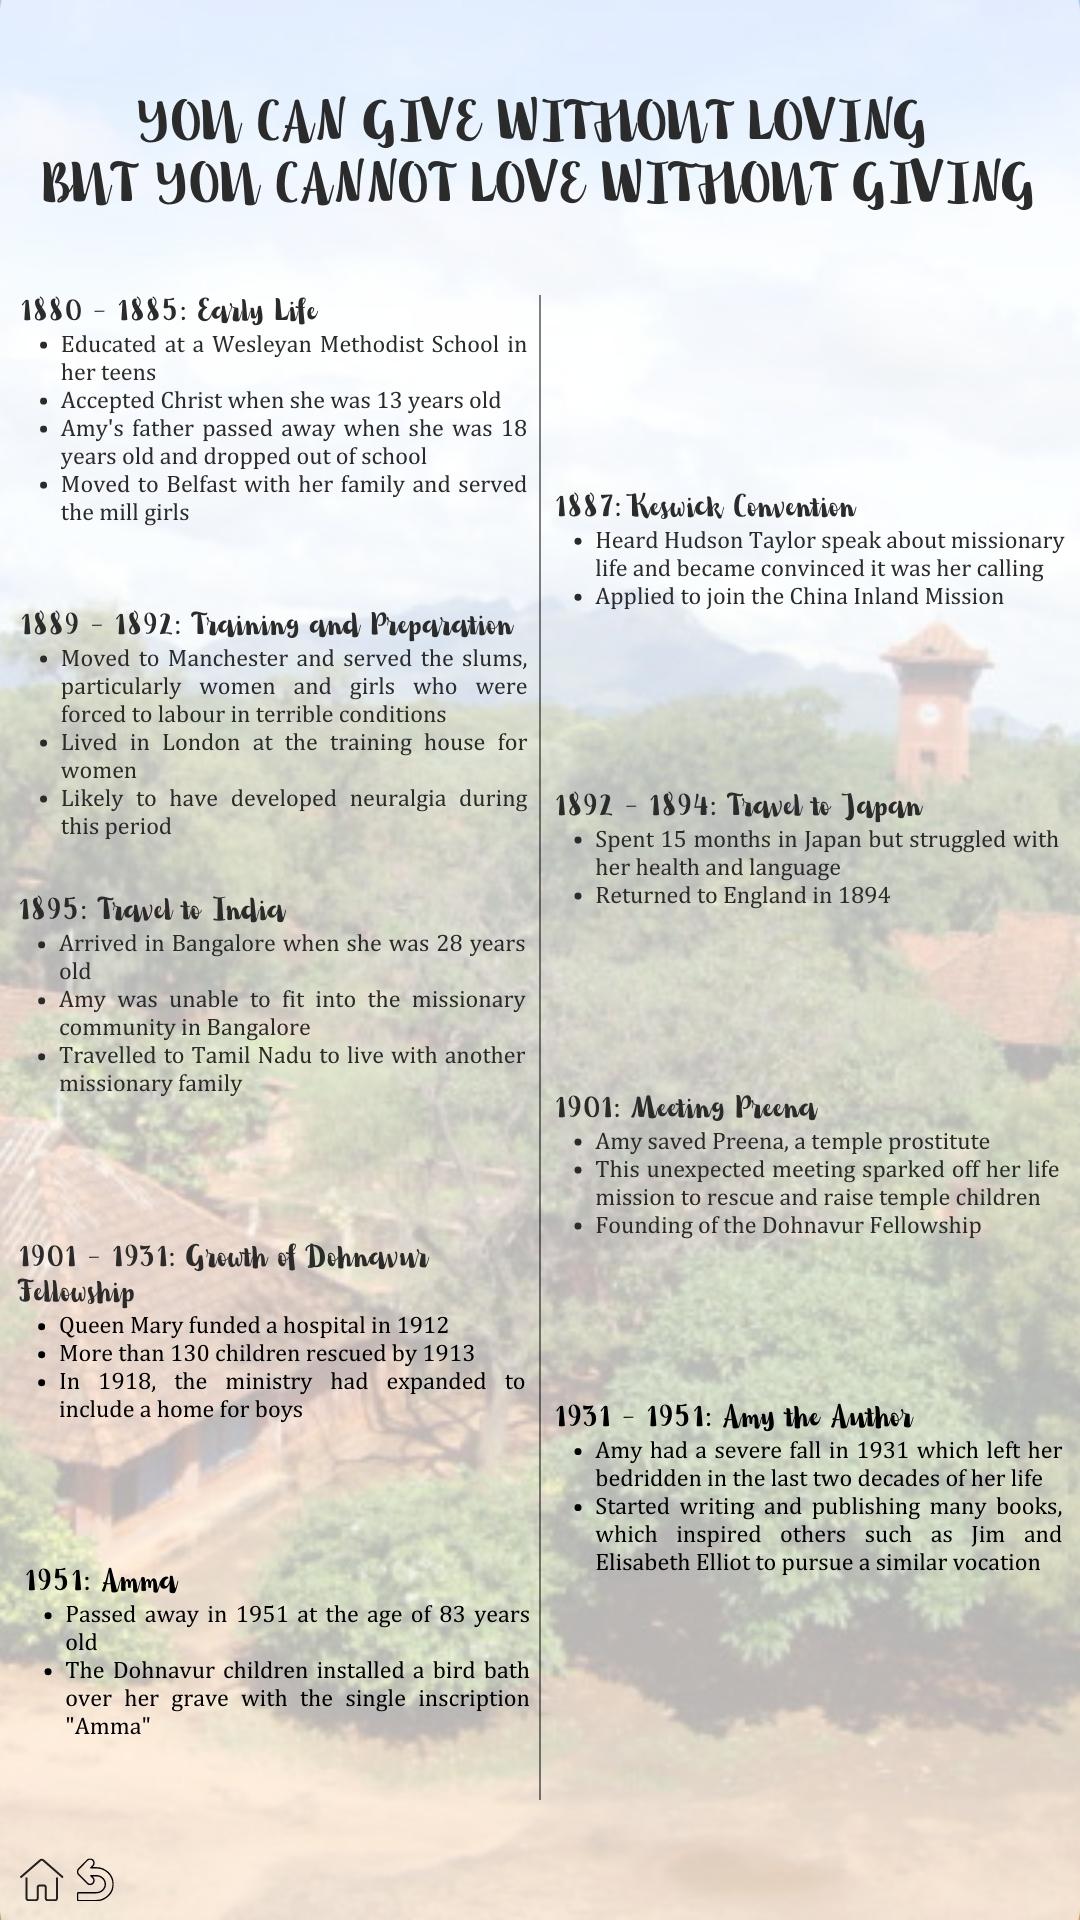 YOU CAN GIVE WITHOUT LOVING
BUT YOU CANNOT LOVE WITHOUT GIVING
1880 - 1885: Early Life
• Educated at a Wesleyan Methodist School in
her teens
• Accepted Christ when she was 13 years old
• Amy's father passed away when she was 18
years old and dropped out of school
• Moved to Belfast with her family and served
the mill girls
1887: Keswick Convention
• Heard Hudson Taylor speak about missionary
life and became convinced it was her calling
• Applied to join the China Inland Mission
1889 - 1892: Training and Preparation
• Moved to Manchester and served the slums,
particularly women and girls who were
forced to labour in terrible conditions
• Lived in London at the training house for
women
• Likely to have developed neuralgia during
this period
1892 - 1894: Travel to Japan
• Spent 15 months in Japan but struggled with
her health and language
• Returned to England in 1894
1895: Travel to India
• Arrived in Bangalore when she was 28 years
old
• Amy was unable to fit into the missionary
community in Bangalore
• Travelled to Tamil Nadu to live with another
missionary family
1901: Meeting Preena
• Amy saved Preena, a temple prostitute
• This unexpected meeting sparked off her life
mission to rescue and raise temple children
• Founding of the Dohnavur Fellowship
1901 - 1931: Growth of Dohnavur
Fellowship
• Queen Mary funded a hospital in 1912
• More than 130 children rescued by 1913
• In 1918, the ministry had expanded to
include a home for boys
1931 - 1951: Amy the Author
• Amy had a severe fall in 1931 which left her
bedridden in the last two decades of her life
• Started writing and publishing many books,
which inspired others such as Jim and
Elisabeth Elliot to pursue a similar vocation
1951: Amma
• Passed away in 1951 at the age of 83 years
old
• The Dohnavur children installed a bird bath
over her grave with the single inscription
"Amma"